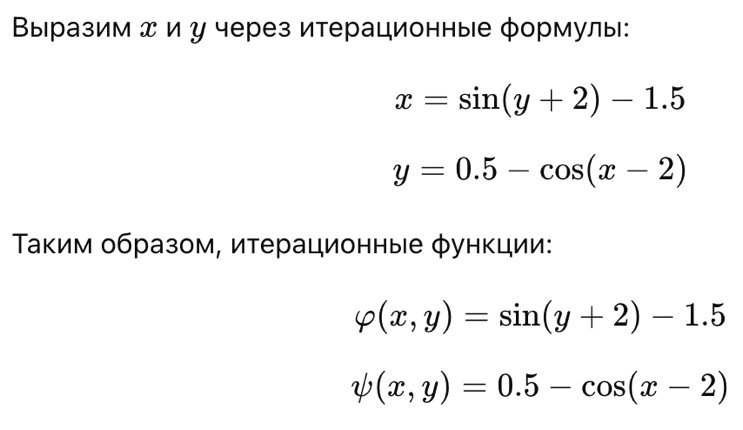 Выразим x и y через итерационные формулы:
x = sin(y + 2) − 1.5
y = 0.5 − cos(x − 2)
Таким образом, итерационные функции:
φ(x, y) = sin(y + 2) − 1.5
ψ(x, y) = 0.5 − cos(x − 2)